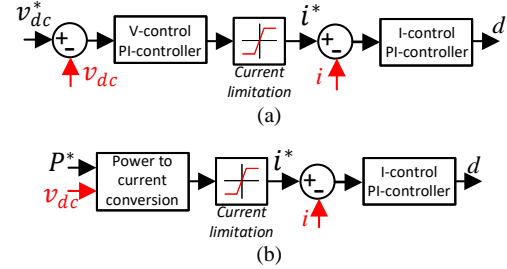 v*dc
+
−
vdc
V-control
PI-controller
Current
limitation
i*
+
−
i
I-control
PI-controller
d
(a)
P*
vdc
Power to
current
conversion
Current
limitation
i*
+
−
i
I-control
PI-controller
d
(b)